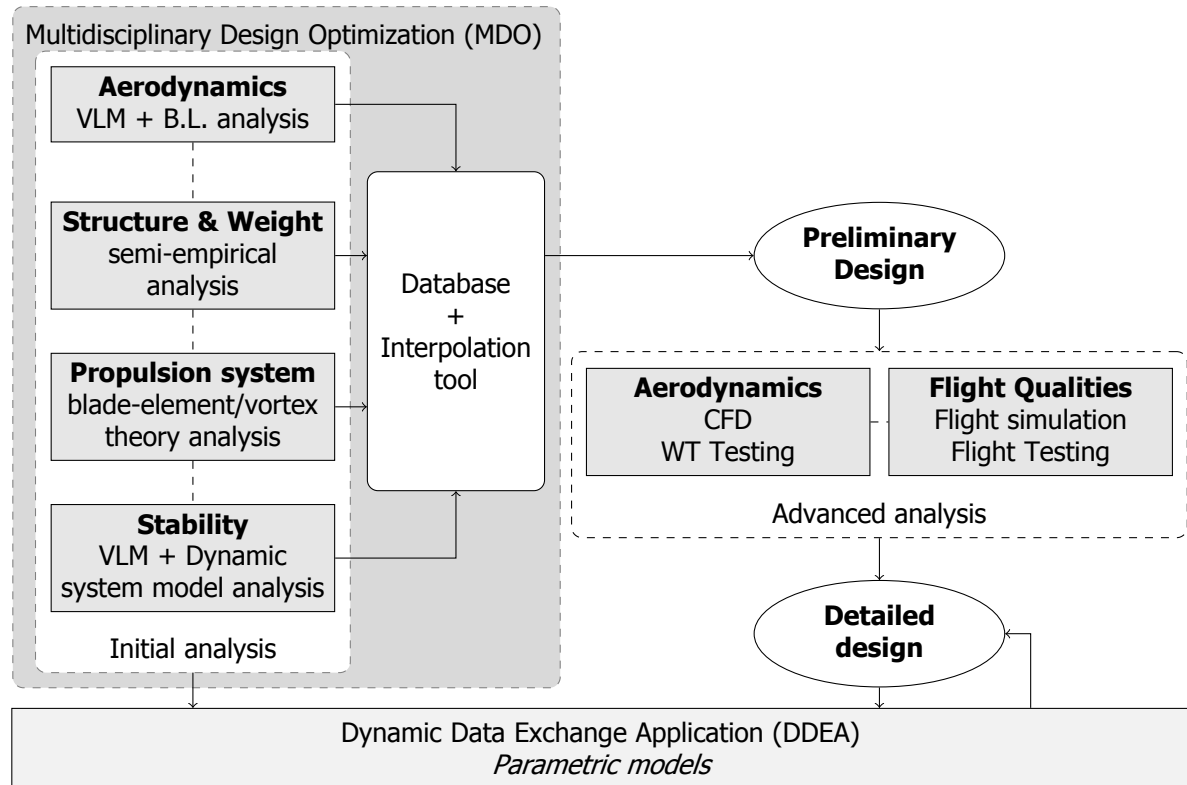 Multidisciplinary Design Optimization (MDO)
Aerodynamics
VLM + B.L. analysis
Structure & Weight
semi-empirical
analysis
Propulsion system
blade-element/vortex
theory analysis
Stability
VLM + Dynamic
system model analysis
Initial analysis
Database
+
Interpolation
tool
Preliminary
Design
Aerodynamics
CFD
WT Testing
Flight Qualities
Flight simulation
Flight Testing
Advanced analysis
Detailed
design
Dynamic Data Exchange Application (DDEA)
Parametric models